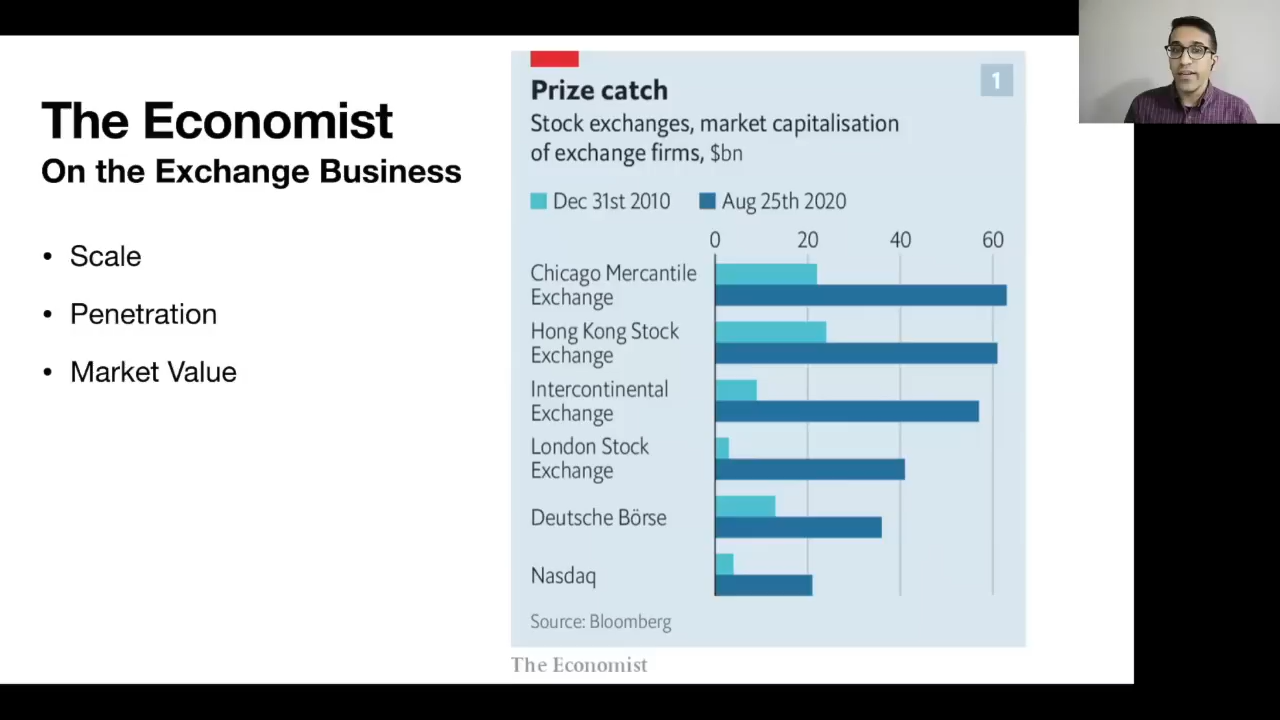 The Economist
On the Exchange Business
• Scale
• Penetration
• Market Value
Prize catch
1
Stock exchanges, market capitalisation
of exchange firms, $bn
Dec 31st 2010
Aug 25th 2020
0 20 40 60
Chicago Mercantile
Exchange
Hong Kong Stock
Exchange
Intercontinental
Exchange
London Stock
Exchange
Deutsche Börse
Nasdaq
Source: Bloomberg
The Economist